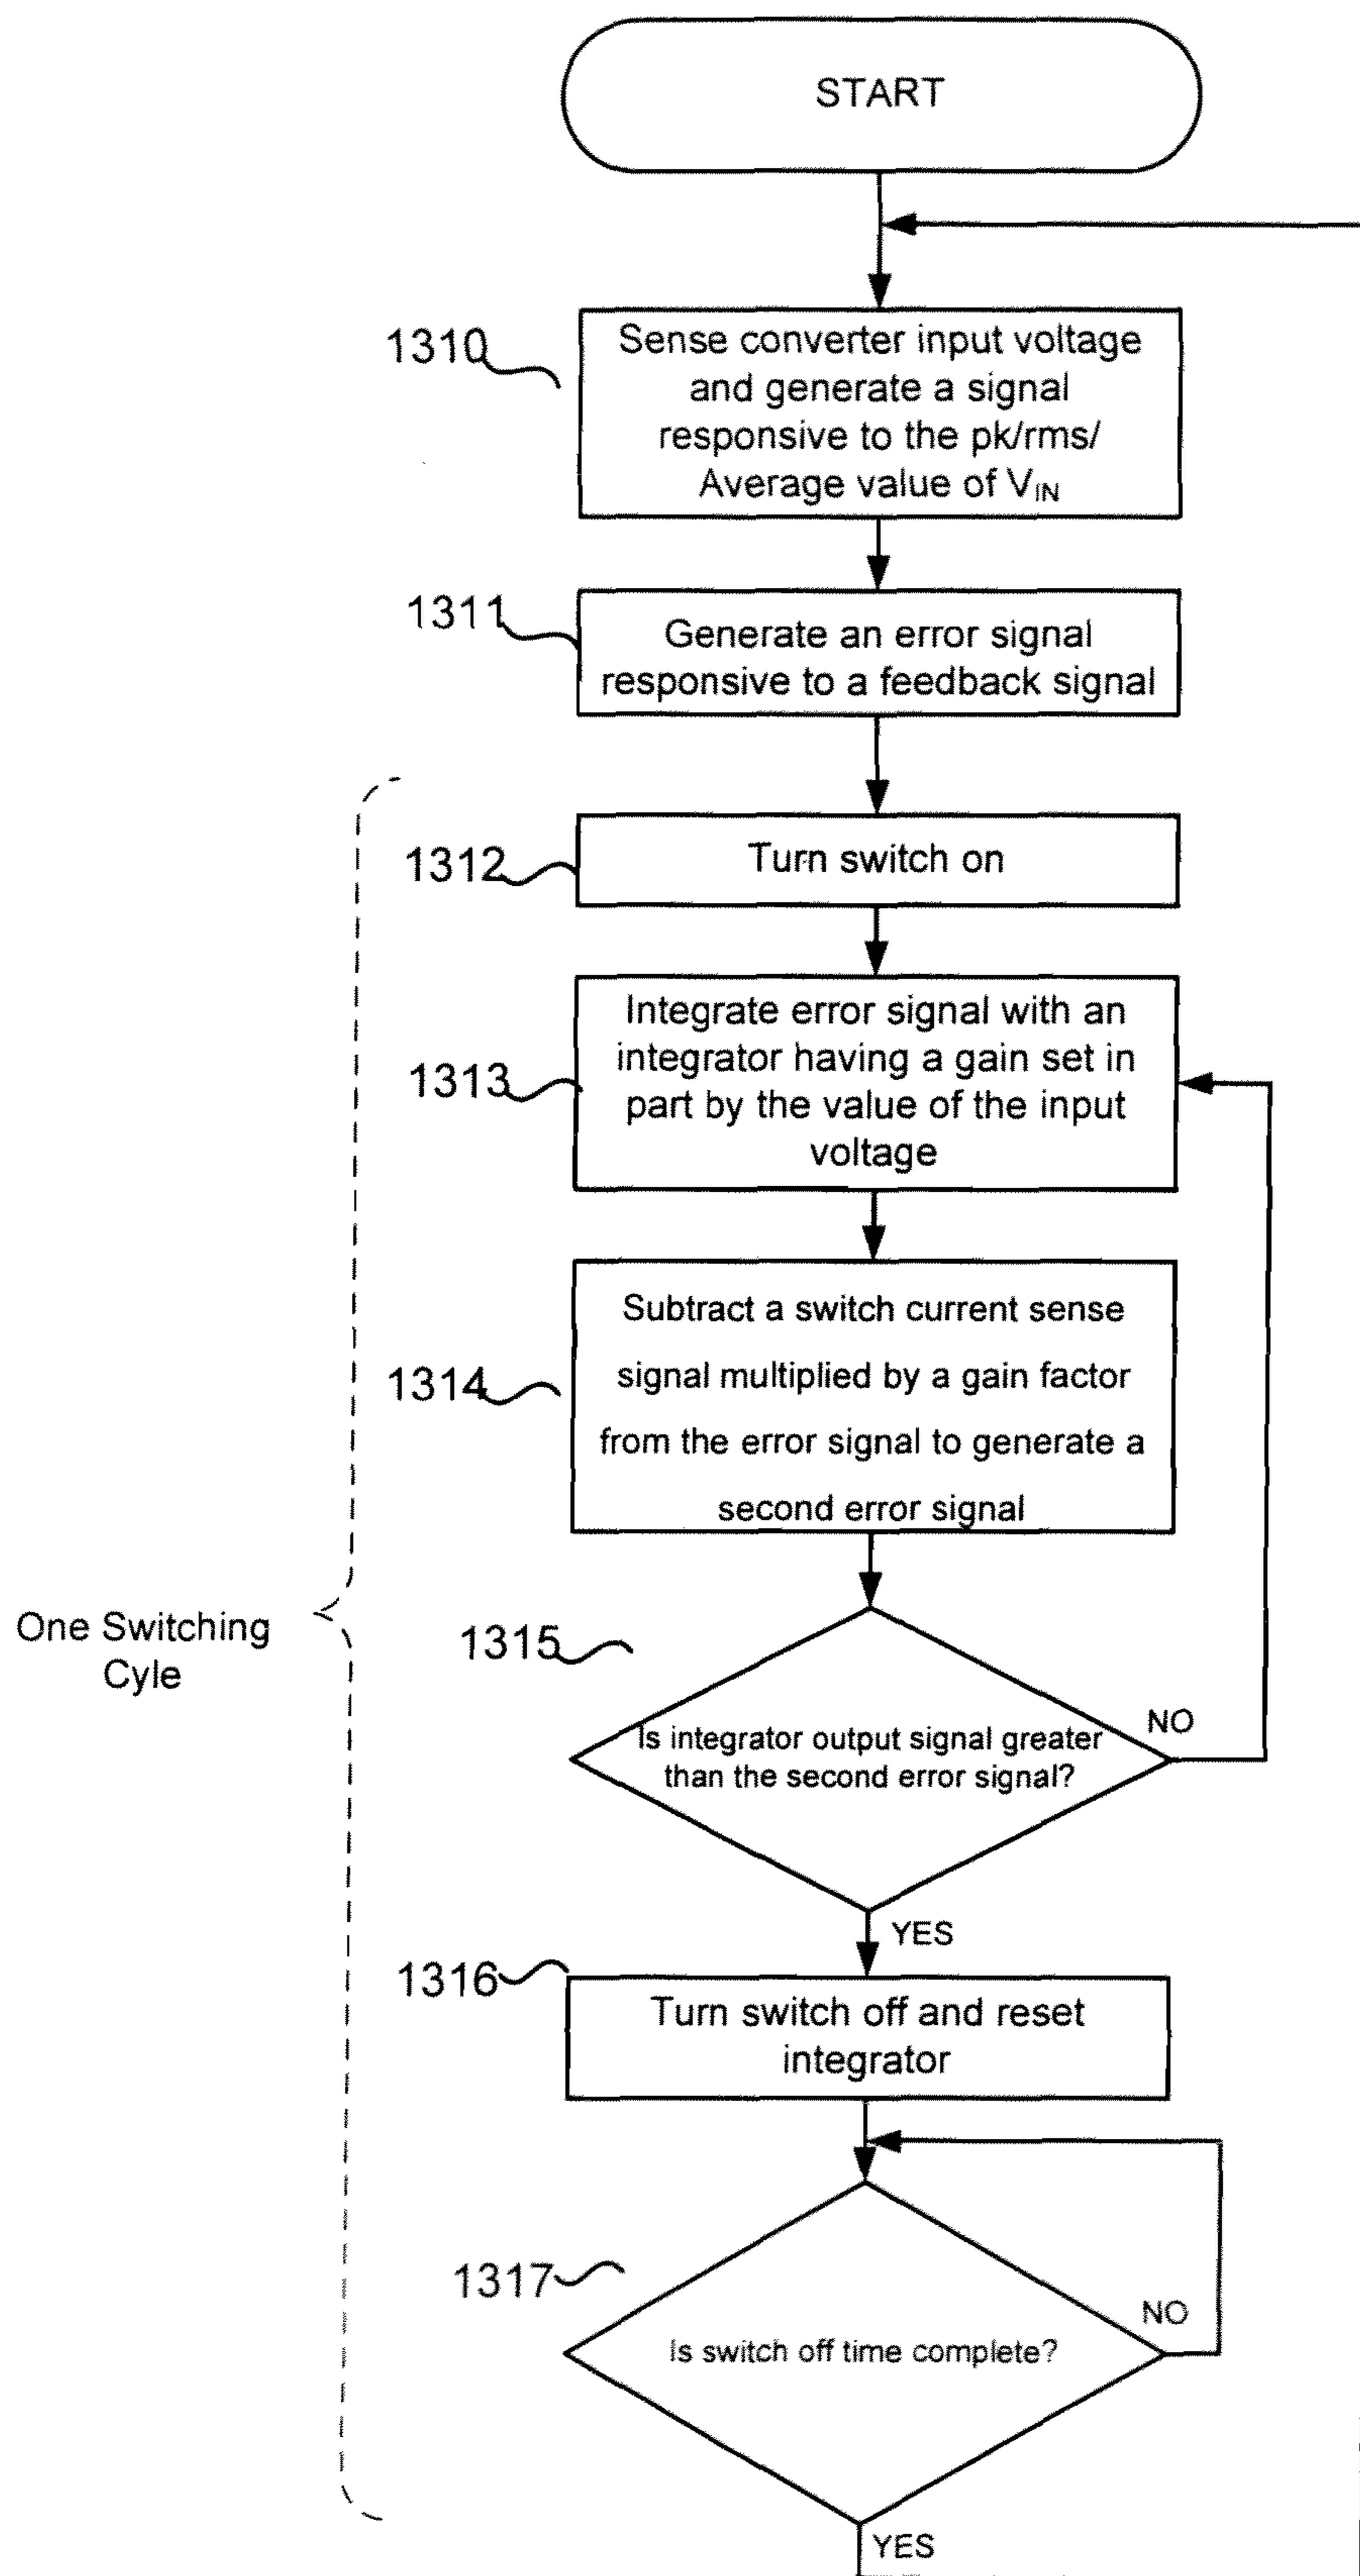 START
1310
Sense converter input voltage
and generate a signal
responsive to the pk/rms/
Average value of VIN
1311
Generate an error signal
responsive to a feedback signal
1312
Turn switch on
1313
Integrate error signal with an
integrator having a gain set in
part by the value of the input
voltage
1314
Subtract a switch current sense
signal multiplied by a gain factor
from the error signal to generate a
second error signal
One Switching
Cyle
1315
Is integrator output signal greater
than the second error signal?
NO
YES
1316
Turn switch off and reset
integrator
1317
Is switch off time complete?
NO
YES